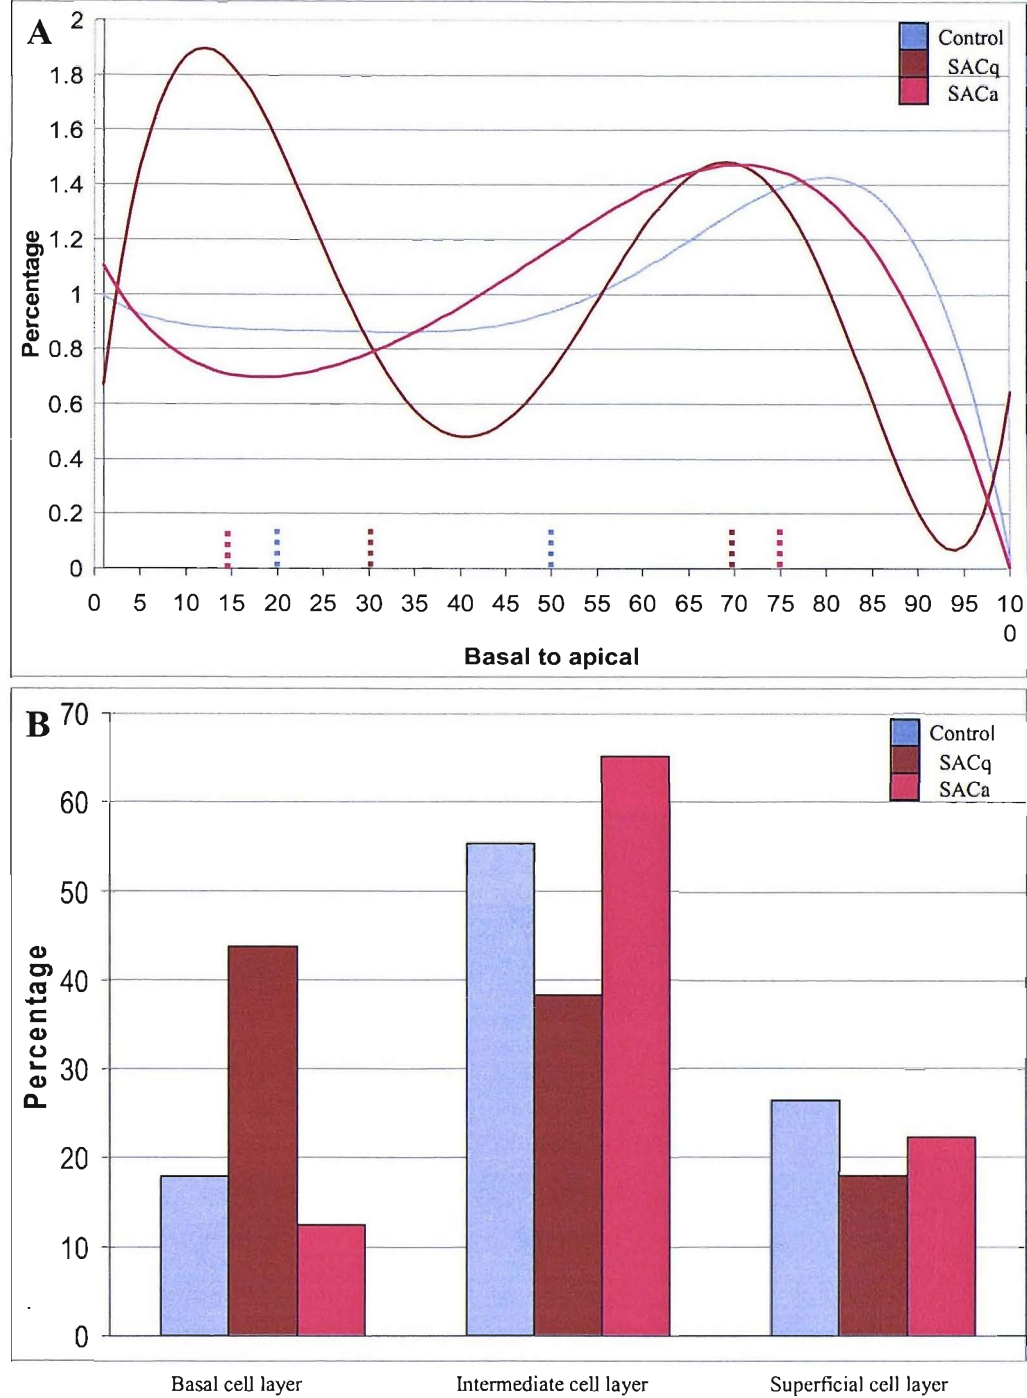 A
2
1.8
1.6
1.4
1.2
1
0.8
0.6
0.4
0.2
0
Percentage
Control
SACq
SACa
0 5 10 15 20 25 30 35 40 45 50 55 60 65 70 75 80 85 90 95 10
0
Basal to apical
B
70
60
50
40
30
20
10
0
Percentage
Control
SACq
SACa
Basal cell layer Intermediate cell layer Superficial cell layer